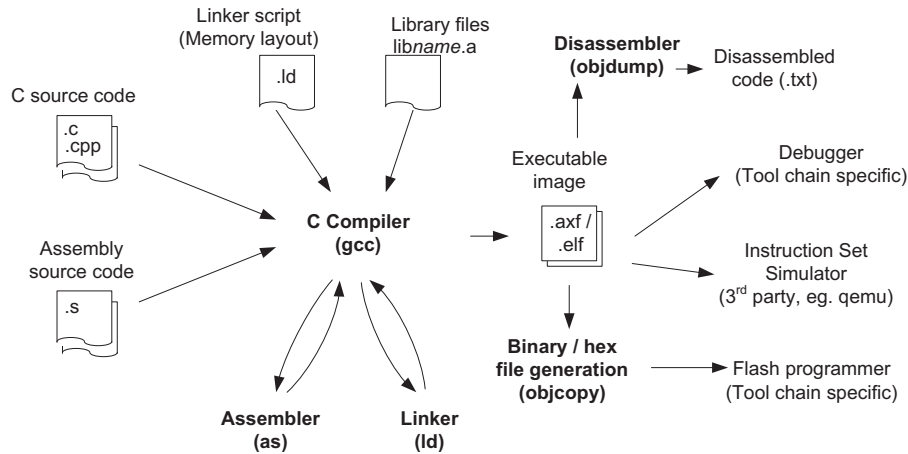 Linker script
(Memory layout)
.ld
Library files
libname.a
Disassembler
(objdump)
Disassembled
code (.txt)
C source code
.c
.cpp
Executable
image
.axf /
.elf
Debugger
(Tool chain specific)
C Compiler
(gcc)
Assembly
source code
.s
Instruction Set
Simulator
(3rd party, eg. qemu)
Binary / hex
file generation
(objcopy)
Flash programmer
(Tool chain specific)
Assembler
(as)
Linker
(ld)